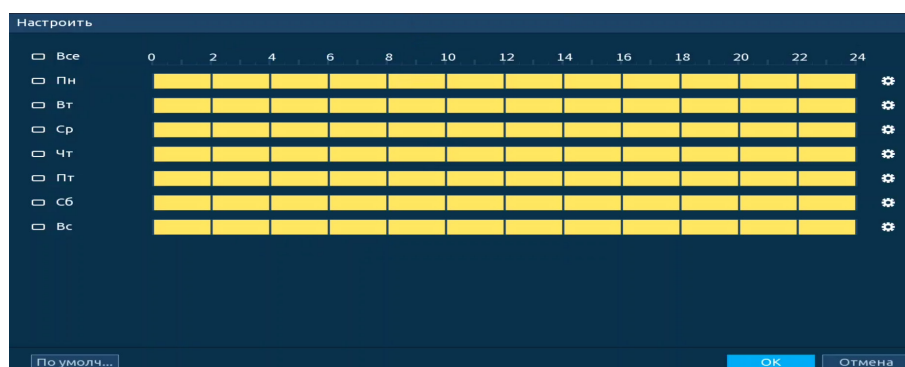 Настроить
Все 0 2 4 6 8 10 12 14 16 18 20 22 24
Пн
Вт
Ср
Чт
Пт
Сб
Вс
По умолч... OK Отмена